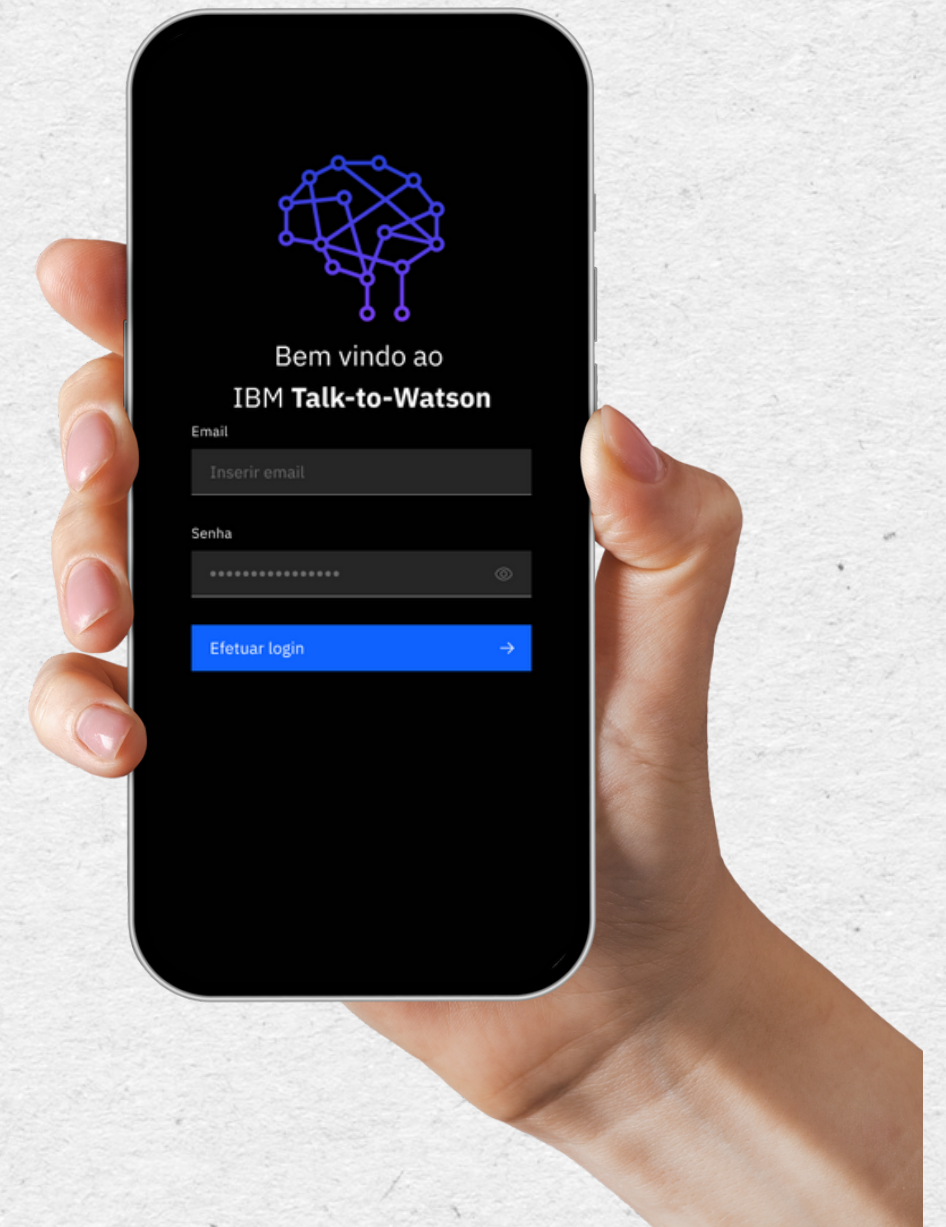 Bem vindo ao
IBM Talk-to-Watson
Email
Inserir email
Senha
••••••••••••••••
Efetuar login